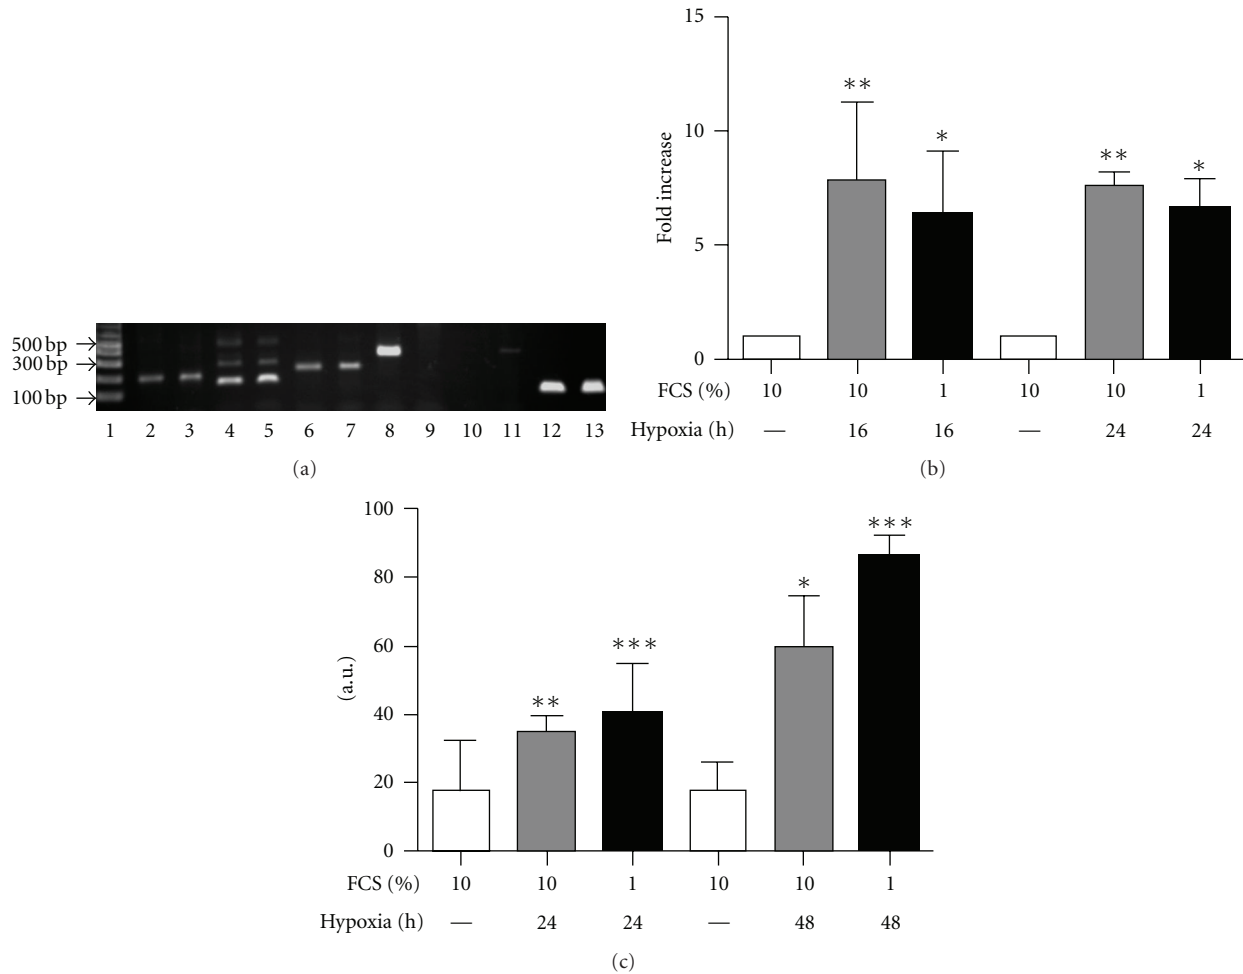 500 bp
300 bp
100 bp
1 2 3 4 5 6 7 8 9 10 11 12 13
(a)
15
10
5
0
Fold increase
** * ** *
FCS (%) 10 10 1 10 10 1
Hypoxia (h) — 16 16 — 24 24
(b)
100
80
60
40
20
0
(a.u.)
** *** * ***
FCS (%) 10 10 1 10 10 1
Hypoxia (h) — 24 24 — 48 48
(c)